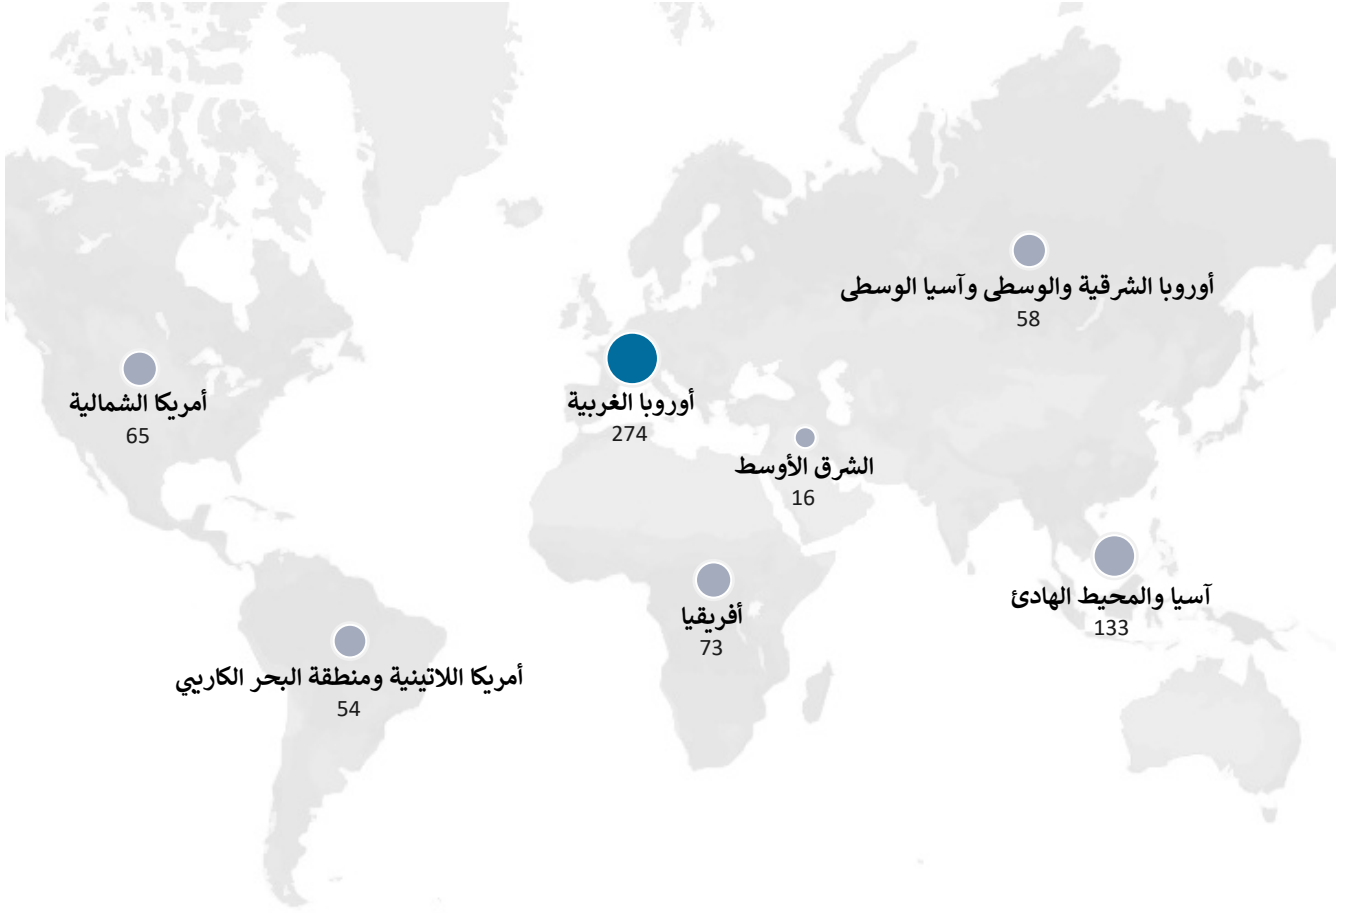 أوروبا الشرقية والوسطى وآسيا الوسطى
58
أمريكا الشمالية
65
أوروبا الغربية
274
الشرق الأوسط
16
آسيا والمحيط الهادئ
133
أفريقيا
73
أمريكا اللاتينية ومنطقة البحر الكاريبي
54